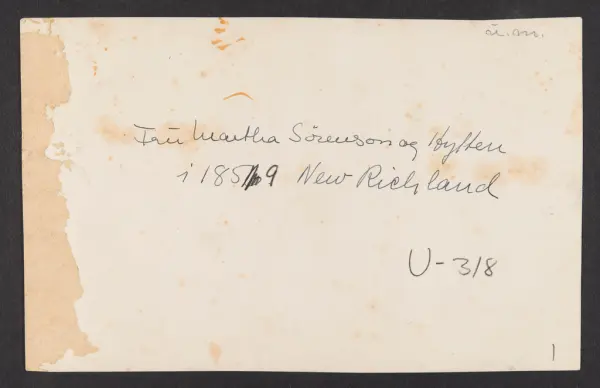 ä.m.
Fru Martha Sörenson og Hytten
i 1859 New Richland
U-318
1